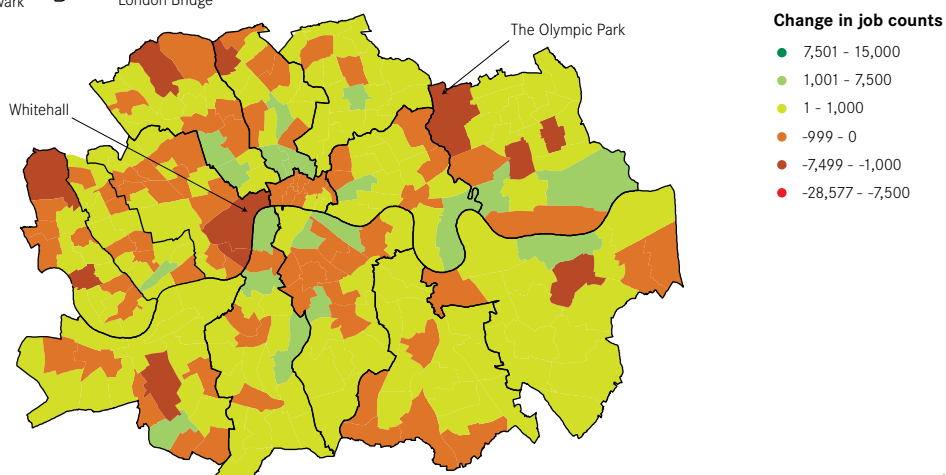 London Bridge
The Olympic Park
Whitehall
Change in job counts
7,501 - 15,000
1,001 - 7,500
1 - 1,000
-999 - 0
-7,499 - -1,000
-28,577 - -7,500